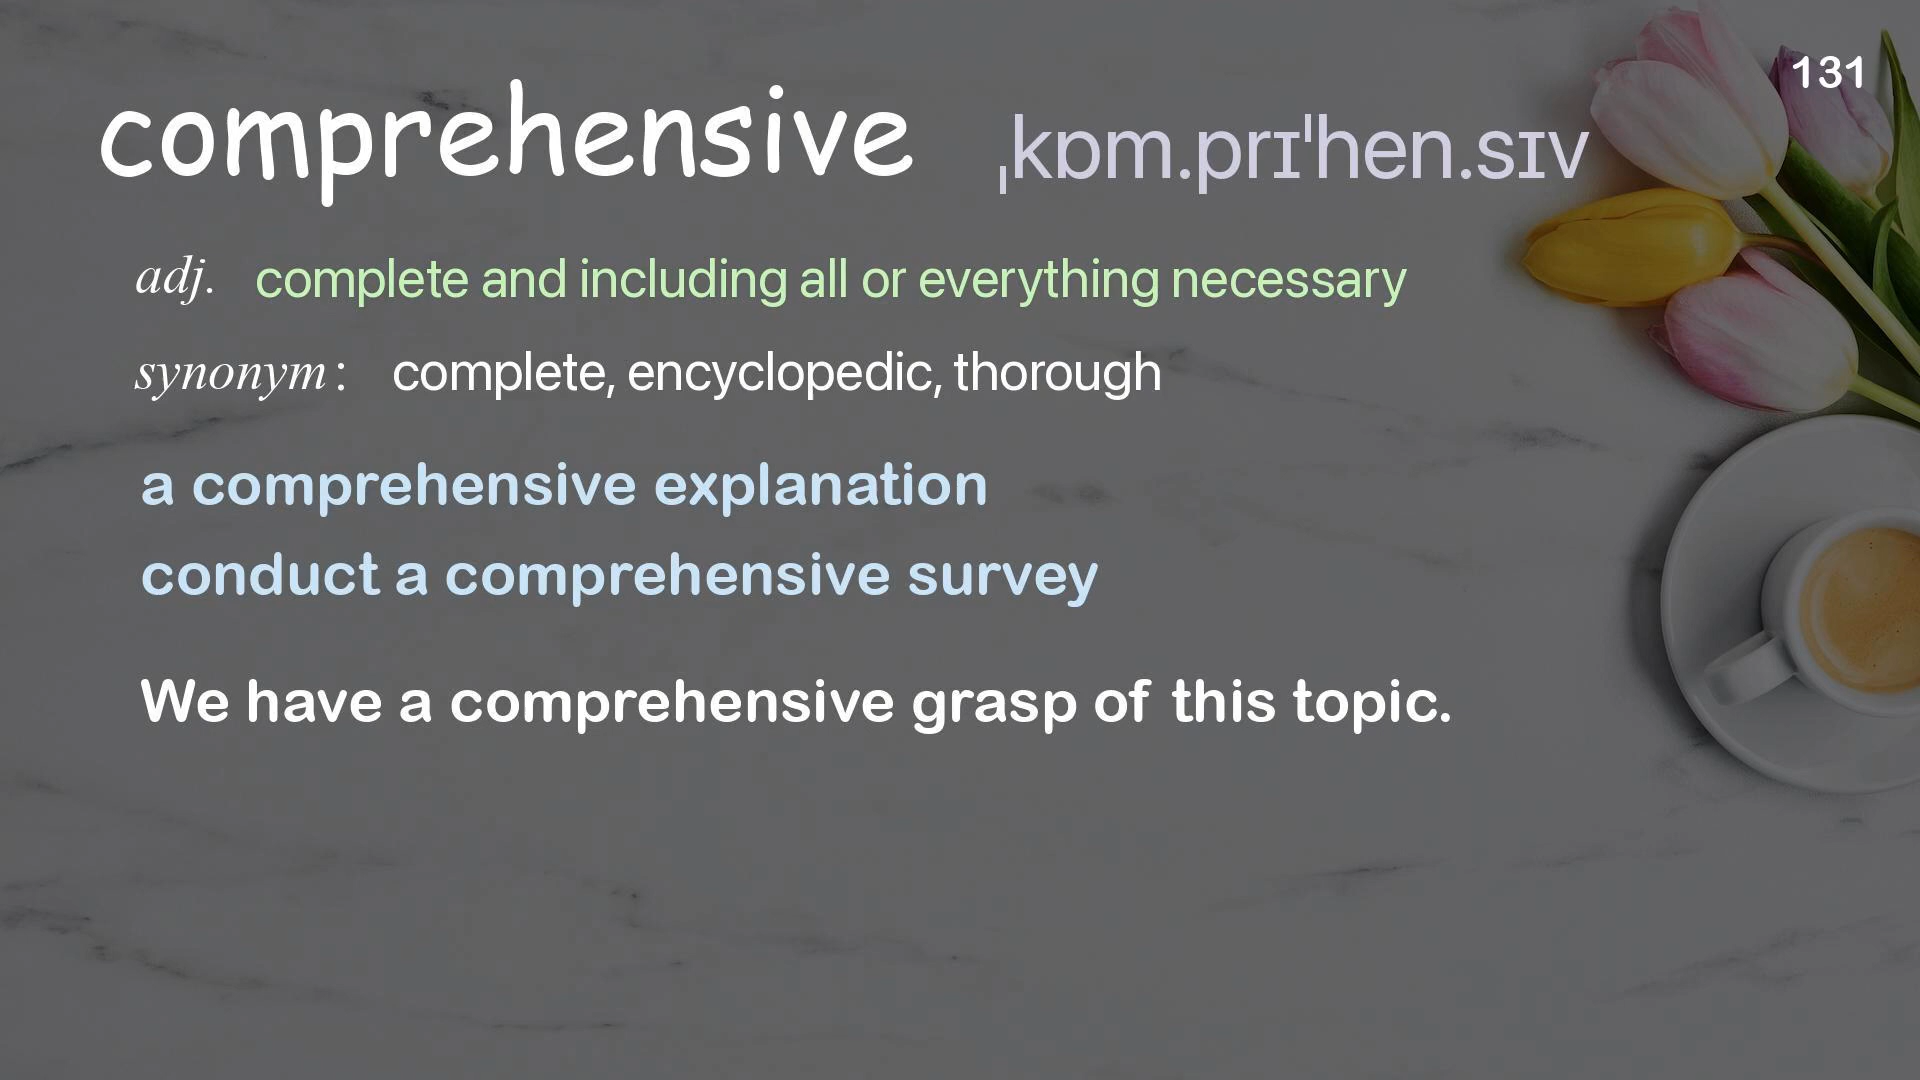 131
comprehensive ˌkɒm.prɪˈhen.sɪv
adj. complete and including all or everything necessary
synonym : complete, encyclopedic, thorough
a comprehensive explanation
conduct a comprehensive survey
We have a comprehensive grasp of this topic.